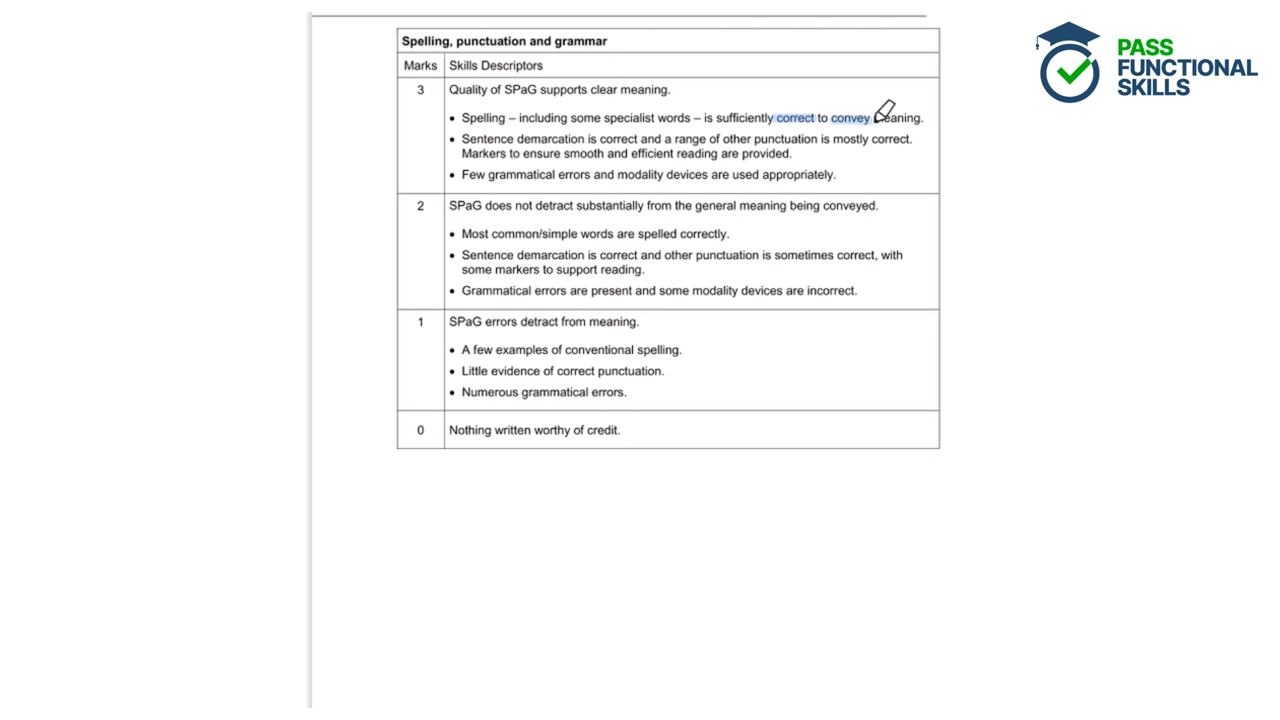 PASS
FUNCTIONAL
SKILLS
Spelling, punctuation and grammar
Marks Skills Descriptors
3 Quality of SPaG supports clear meaning.
• Spelling – including some specialist words – is sufficiently correct to convey meaning.
• Sentence demarcation is correct and a range of other punctuation is mostly correct.
Markers to ensure smooth and efficient reading are provided.
• Few grammatical errors and modality devices are used appropriately.
2 SPaG does not detract substantially from the general meaning being conveyed.
• Most common/simple words are spelled correctly.
• Sentence demarcation is correct and other punctuation is sometimes correct, with
some markers to support reading.
• Grammatical errors are present and some modality devices are incorrect.
1 SPaG errors detract from meaning.
• A few examples of conventional spelling.
• Little evidence of correct punctuation.
• Numerous grammatical errors.
0 Nothing written worthy of credit.